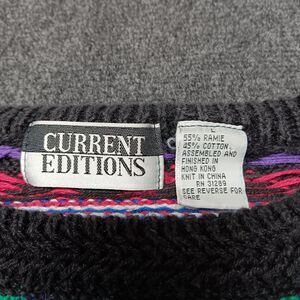 CURRENT
EDITIONS
L
55% RAMIE
45% COTTON.
ASSEMBLED AND
FINISHED IN
HONG KONG
KNIT IN CHINA
RN 31289
SEE REVERSE FOR
CARE